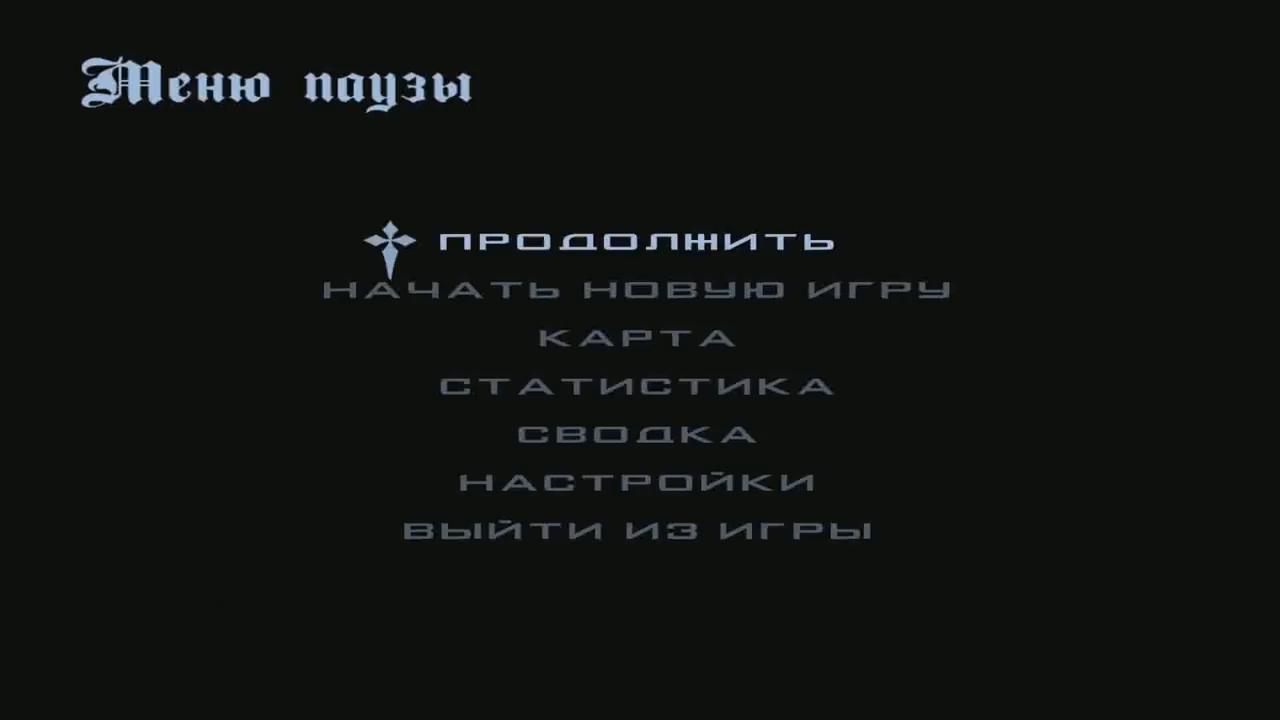 Меню паузы
ПРОДОЛЖИТЬ
НАЧАТЬ НОВУЮ ИГРУ
КАРТА
СТАТИСТИКА
СВОДКА
НАСТРОЙКИ
ВЫЙТИ ИЗ ИГРЫ